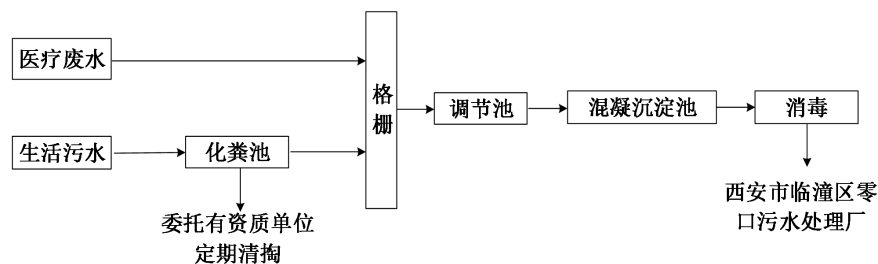 医疗废水
格栅
调节池
混凝沉淀池
消毒
生活污水
化粪池
委托有资质单位
定期清掏
西安市临潼区零
口污水处理厂